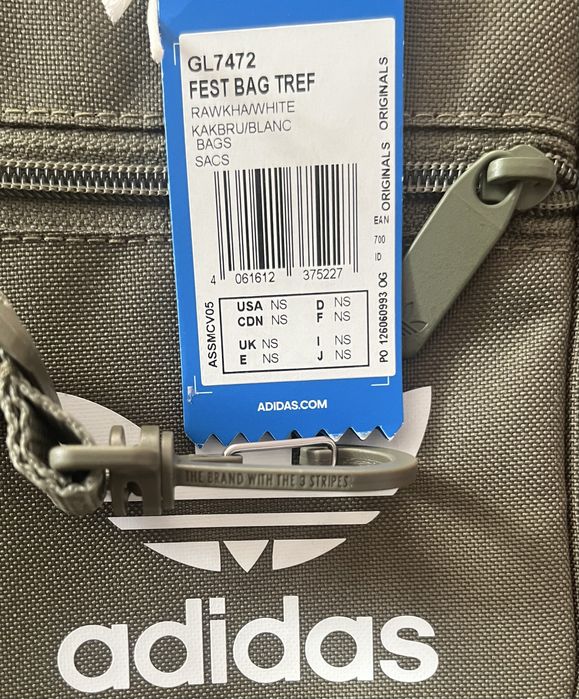 GL7472
FEST BAG TREF
RAWKHA/WHITE
KAKBRU/BLANC
BAGS
SACS
4 061612 375227
USA NS D NS
CDN NS F NS
UK NS I NS
E NS J NS
ASSMCV05
ORIGINALS ORIGINALS
EAN
700
ID
PO 126060993 OG
ADIDAS.COM
THE BRAND WITH THE 3 STRIPES
adidas